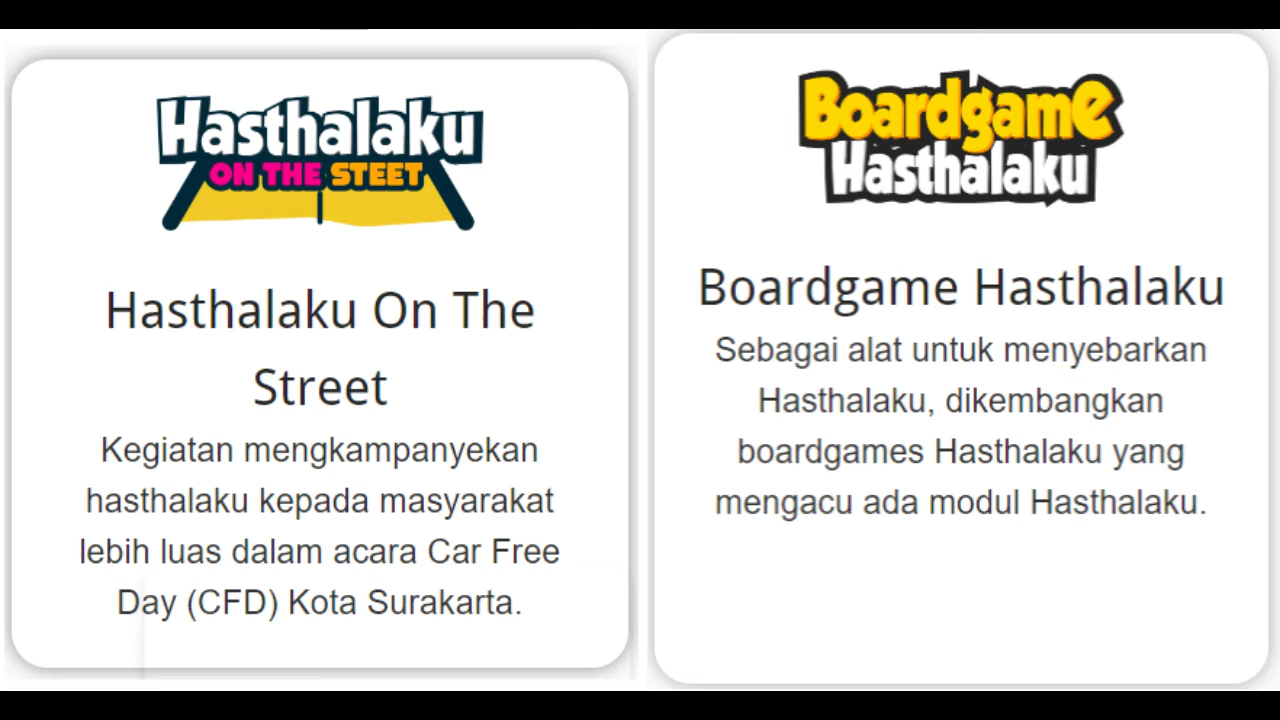 Hasthalaku
ON THE STEET
Hasthalaku On The
Street
Kegiatan mengkampanyekan
hasthalaku kepada masyarakat
lebih luas dalam acara Car Free
Day (CFD) Kota Surakarta.
Boardgame
Hasthalaku
Boardgame Hasthalaku
Sebagai alat untuk menyebarkan
Hasthalaku, dikembangkan
boardgames Hasthalaku yang
mengacu ada modul Hasthalaku.